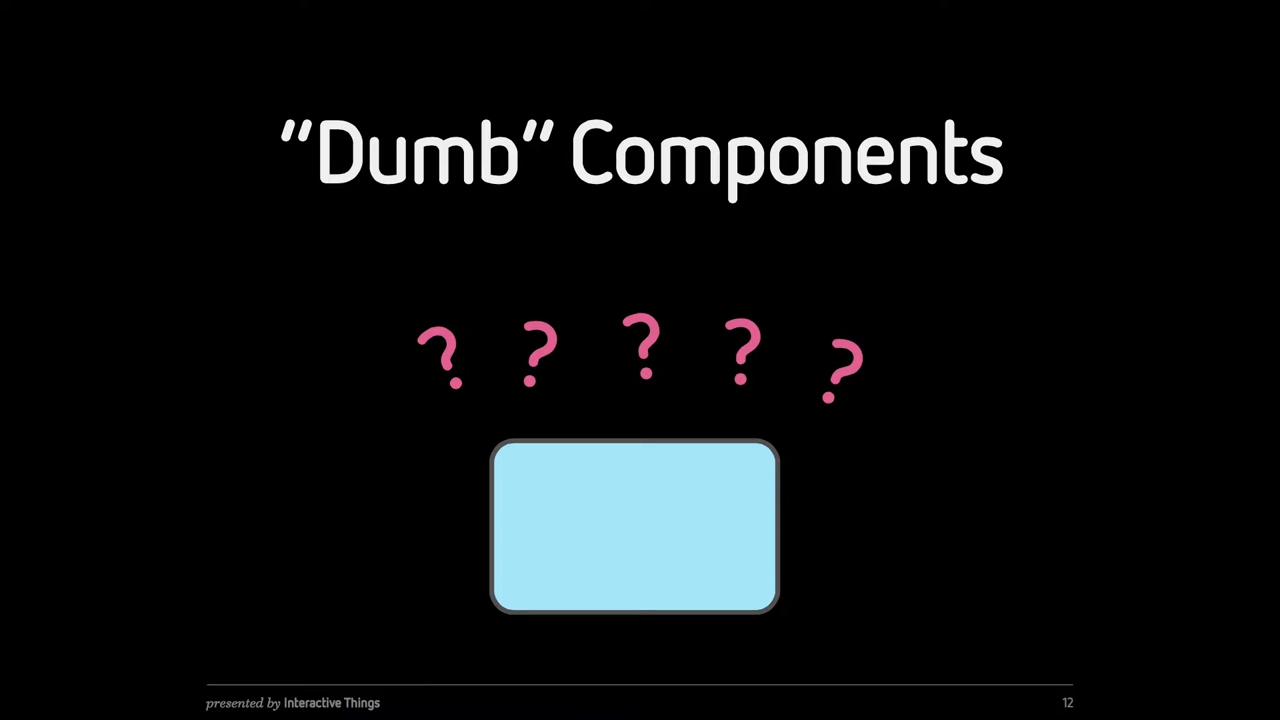 "Dumb" Components
? ? ? ? ?
presented by Interactive Things
12